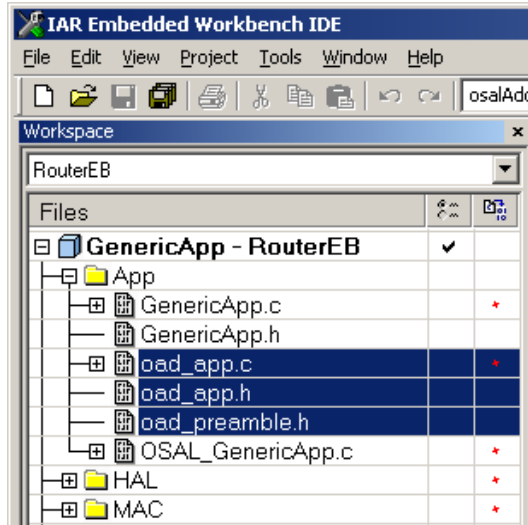 IAR Embedded Workbench IDE
File Edit View Project Tools Window Help
osalAdd
Workspace
RouterEB
Files
GenericApp - RouterEB
App
GenericApp.c
GenericApp.h
oad_app.c
oad_app.h
oad_preamble.h
OSAL_GenericApp.c
HAL
MAC